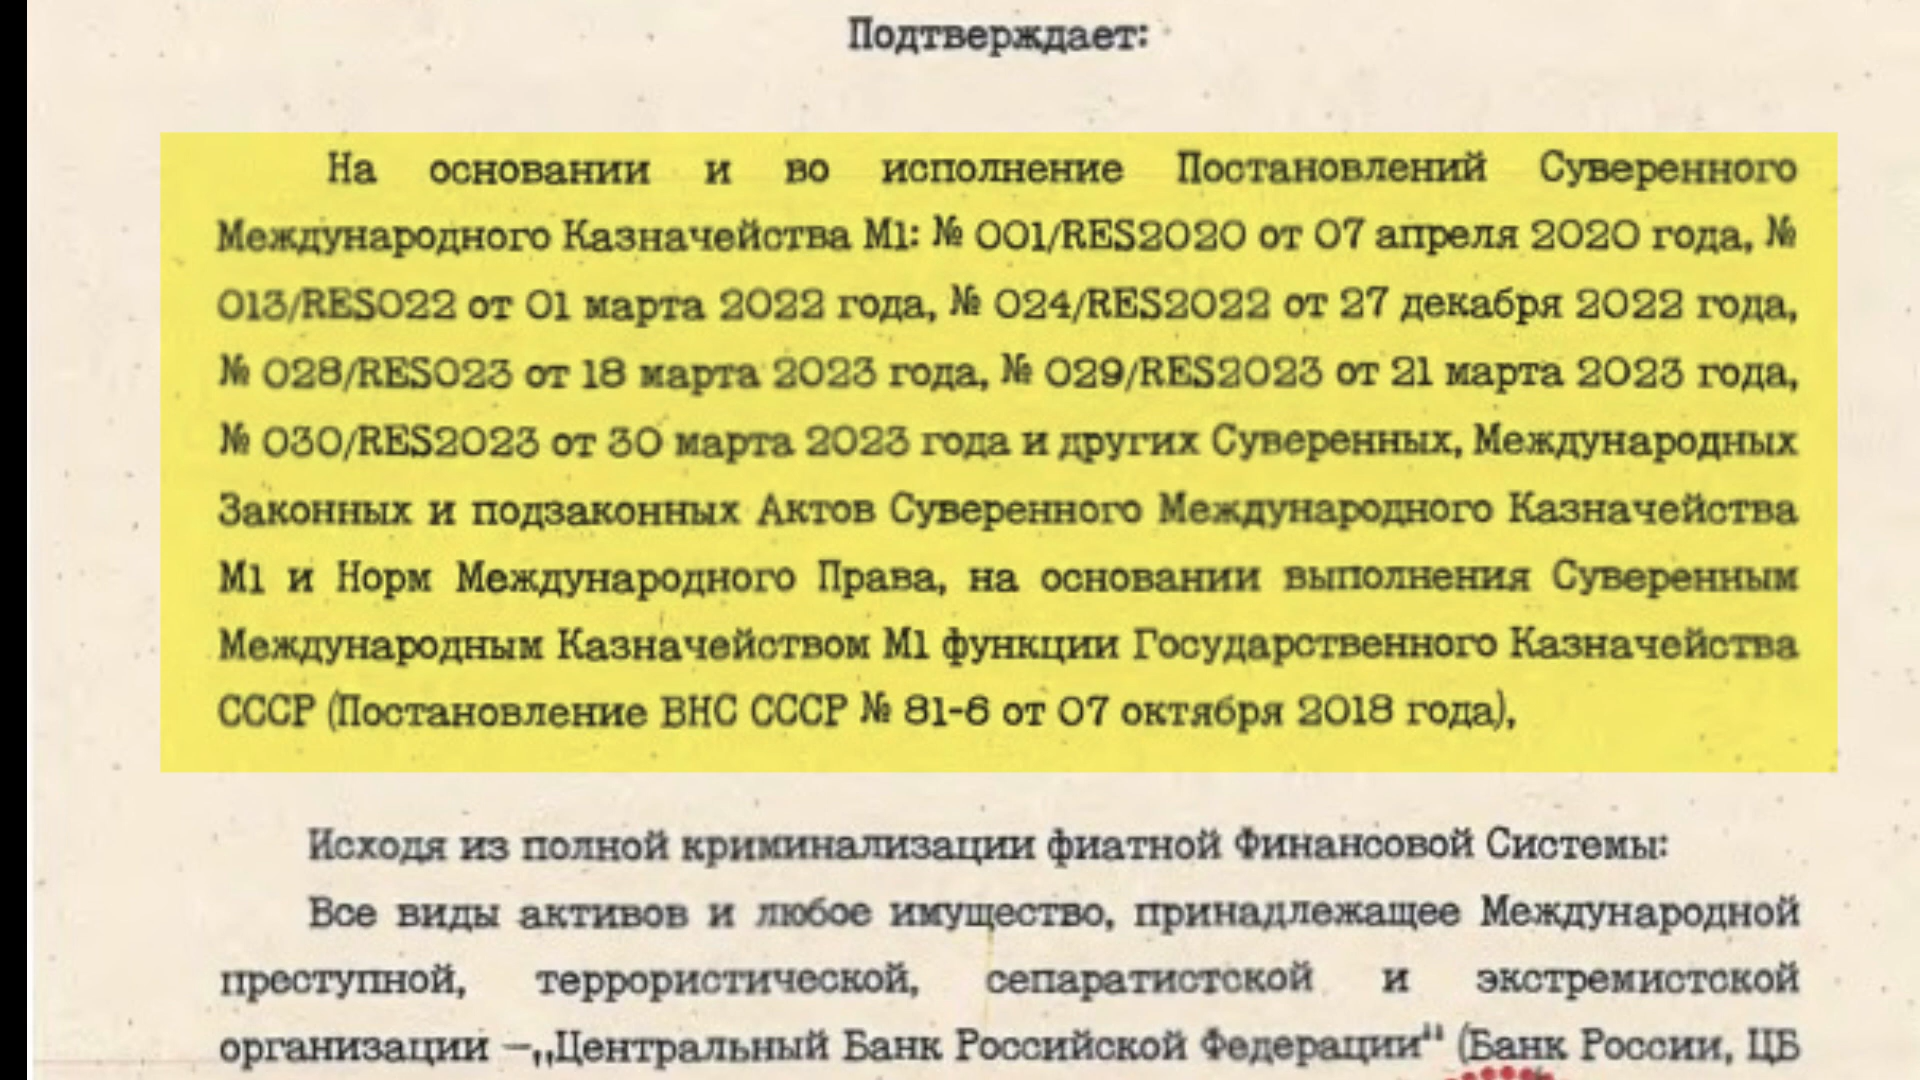 Подтверждает:
На основании и во исполнение Постановлений Суверенного
Международного Казначейства М1: № 001/RES2020 от 07 апреля 2020 года, №
013/RES022 от 01 марта 2022 года, № 024/RES2022 от 27 декабря 2022 года,
№ 028/RES023 от 18 марта 2023 года, № 029/RES2023 от 21 марта 2023 года,
№ 030/RES2023 от 30 марта 2023 года и других Суверенных, Международных
Законных и подзаконных Актов Суверенного Международного Казначейства
М1 и Норм Международного Права, на основании выполнения Суверенным
Международным Казначейством М1 функции Государственного Казначейства
СССР (Постановление ВНС СССР № 81-6 от 07 октября 2018 года),
Исходя из полной криминализации фиатной Финансовой Системы:
Все виды активов и любое имущество, принадлежащее Международной
преступной, террористической, сепаратистской и экстремистской
организации –„Центральный Банк Российской Федерации" (Банк России, ЦБ